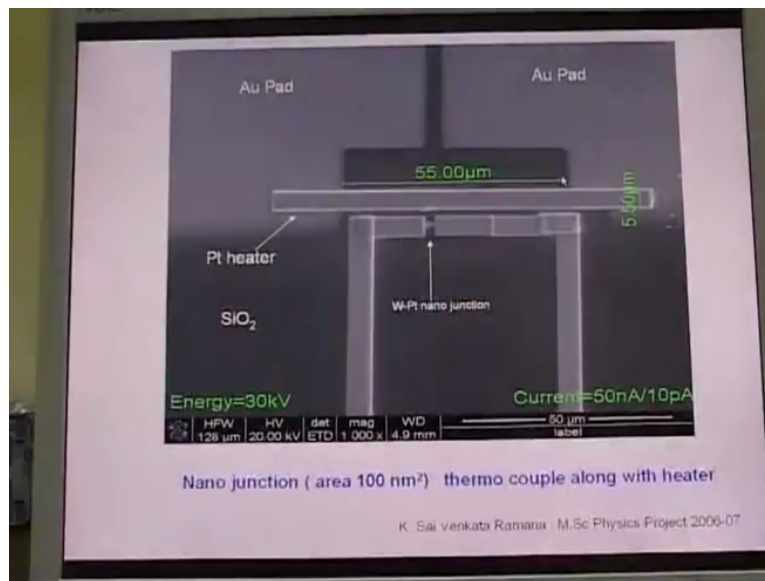 Au Pad
Au Pad
55.00µm
5.50µm
Pt heater
W-Pt nano junction
SiO₂
Energy=30kV
Current=50nA/10pA
HFW HV det mag WD 50 µm
128 µm 20.00 kV ETD 1 000 x 4.9 mm label
Nano junction ( area 100 nm²) thermo couple along with heater
K. Sai Venkata Ramana M.Sc Physics Project 2006-07